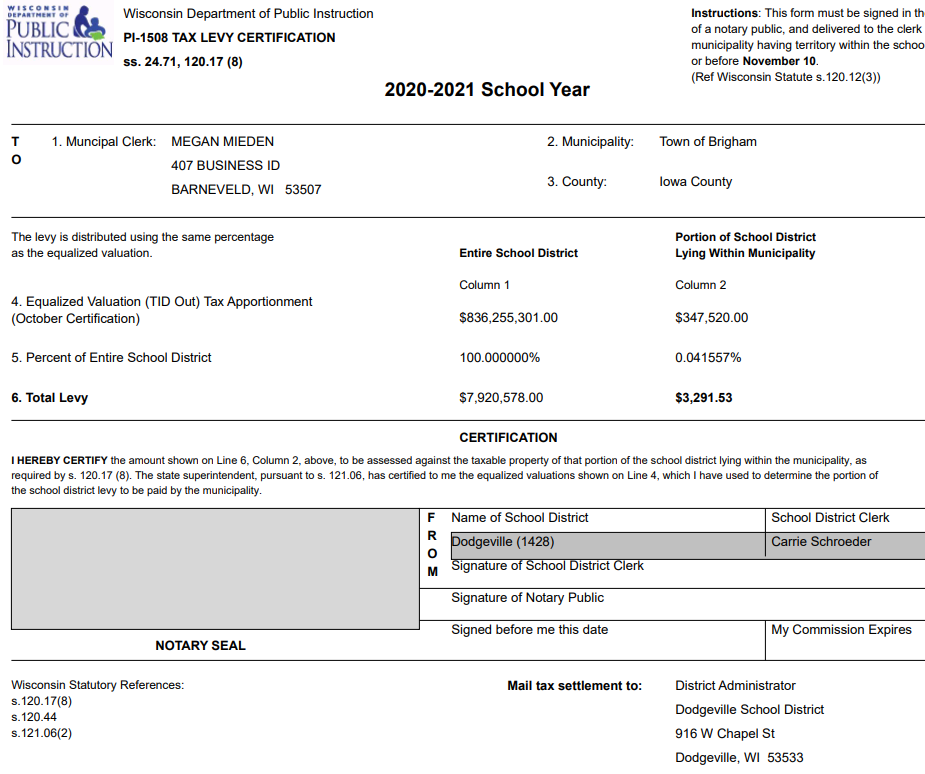 WISCONSIN
DEPARTMENT OF
PUBLIC
INSTRUCTION
Wisconsin Department of Public Instruction
PI-1508 TAX LEVY CERTIFICATION
ss. 24.71, 120.17 (8)
Instructions: This form must be signed in the
of a notary public, and delivered to the clerk
municipality having territory within the schoo
or before November 10.
(Ref Wisconsin Statute s.120.12(3))
2020-2021 School Year
T
O
1. Muncipal Clerk: MEGAN MIEDEN
407 BUSINESS ID
BARNEVELD, WI 53507
2. Municipality: Town of Brigham
3. County: Iowa County
The levy is distributed using the same percentage
as the equalized valuation.
Entire School District
Portion of School District
Lying Within Municipality
Column 1
Column 2
4. Equalized Valuation (TID Out) Tax Apportionment
(October Certification)
$836,255,301.00
$347,520.00
5. Percent of Entire School District
100.000000%
0.041557%
6. Total Levy
$7,920,578.00
$3,291.53
CERTIFICATION
I HEREBY CERTIFY the amount shown on Line 6, Column 2, above, to be assessed against the taxable property of that portion of the school district lying within the municipality, as
required by s. 120.17 (8). The state superintendent, pursuant to s. 121.06, has certified to me the equalized valuations shown on Line 4, which I have used to determine the portion of
the school district levy to be paid by the municipality.
F
R
O
M
Name of School District
School District Clerk
Dodgeville (1428)
Carrie Schroeder
Signature of School District Clerk
Signature of Notary Public
Signed before me this date
My Commission Expires
NOTARY SEAL
Wisconsin Statutory References:
s.120.17(8)
s.120.44
s.121.06(2)
Mail tax settlement to:
District Administrator
Dodgeville School District
916 W Chapel St
Dodgeville, WI 53533